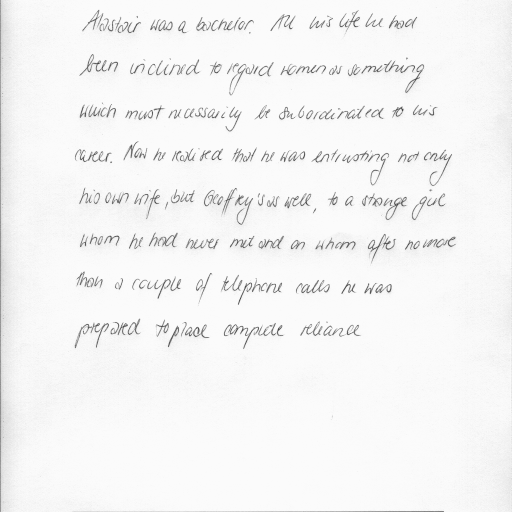 Alastair was a bachelor. All his life he had
been inclined to regard women as something
which must necessarily be subordinated to his
career. Now he realised that he was entrusting not only
his own wife, but Geoffrey's as well, to a strange girl
whom he had never met and on whom after no more
than a couple of telephone calls he was
prepared to place complete reliance